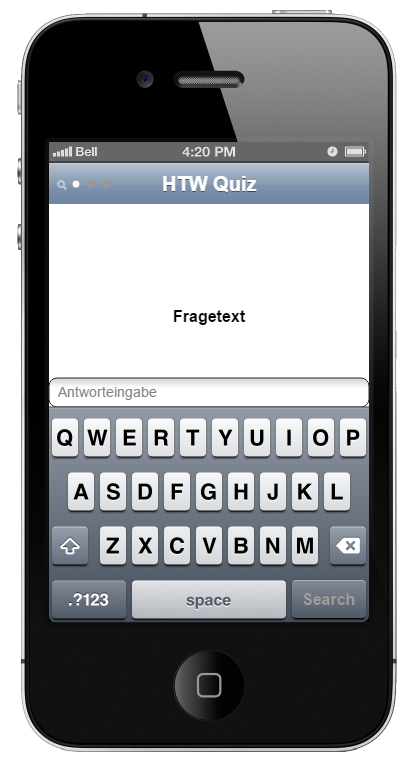 Bell 4:20 PM
HTW Quiz
Fragetext
Antworteingabe
Q W E R T Y U I O P
A S D F G H J K L
Z X C V B N M
.?123 space Search